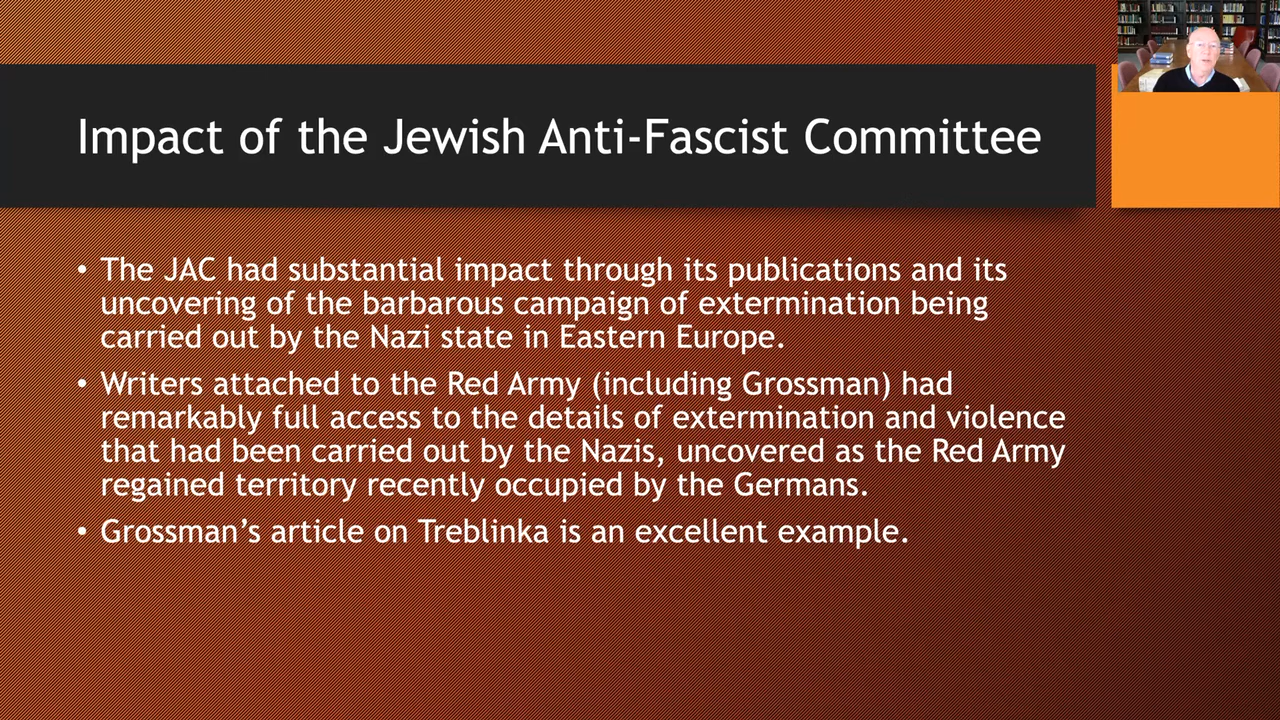 Impact of the Jewish Anti-Fascist Committee
• The JAC had substantial impact through its publications and its
uncovering of the barbarous campaign of extermination being
carried out by the Nazi state in Eastern Europe.
• Writers attached to the Red Army (including Grossman) had
remarkably full access to the details of extermination and violence
that had been carried out by the Nazis, uncovered as the Red Army
regained territory recently occupied by the Germans.
• Grossman’s article on Treblinka is an excellent example.